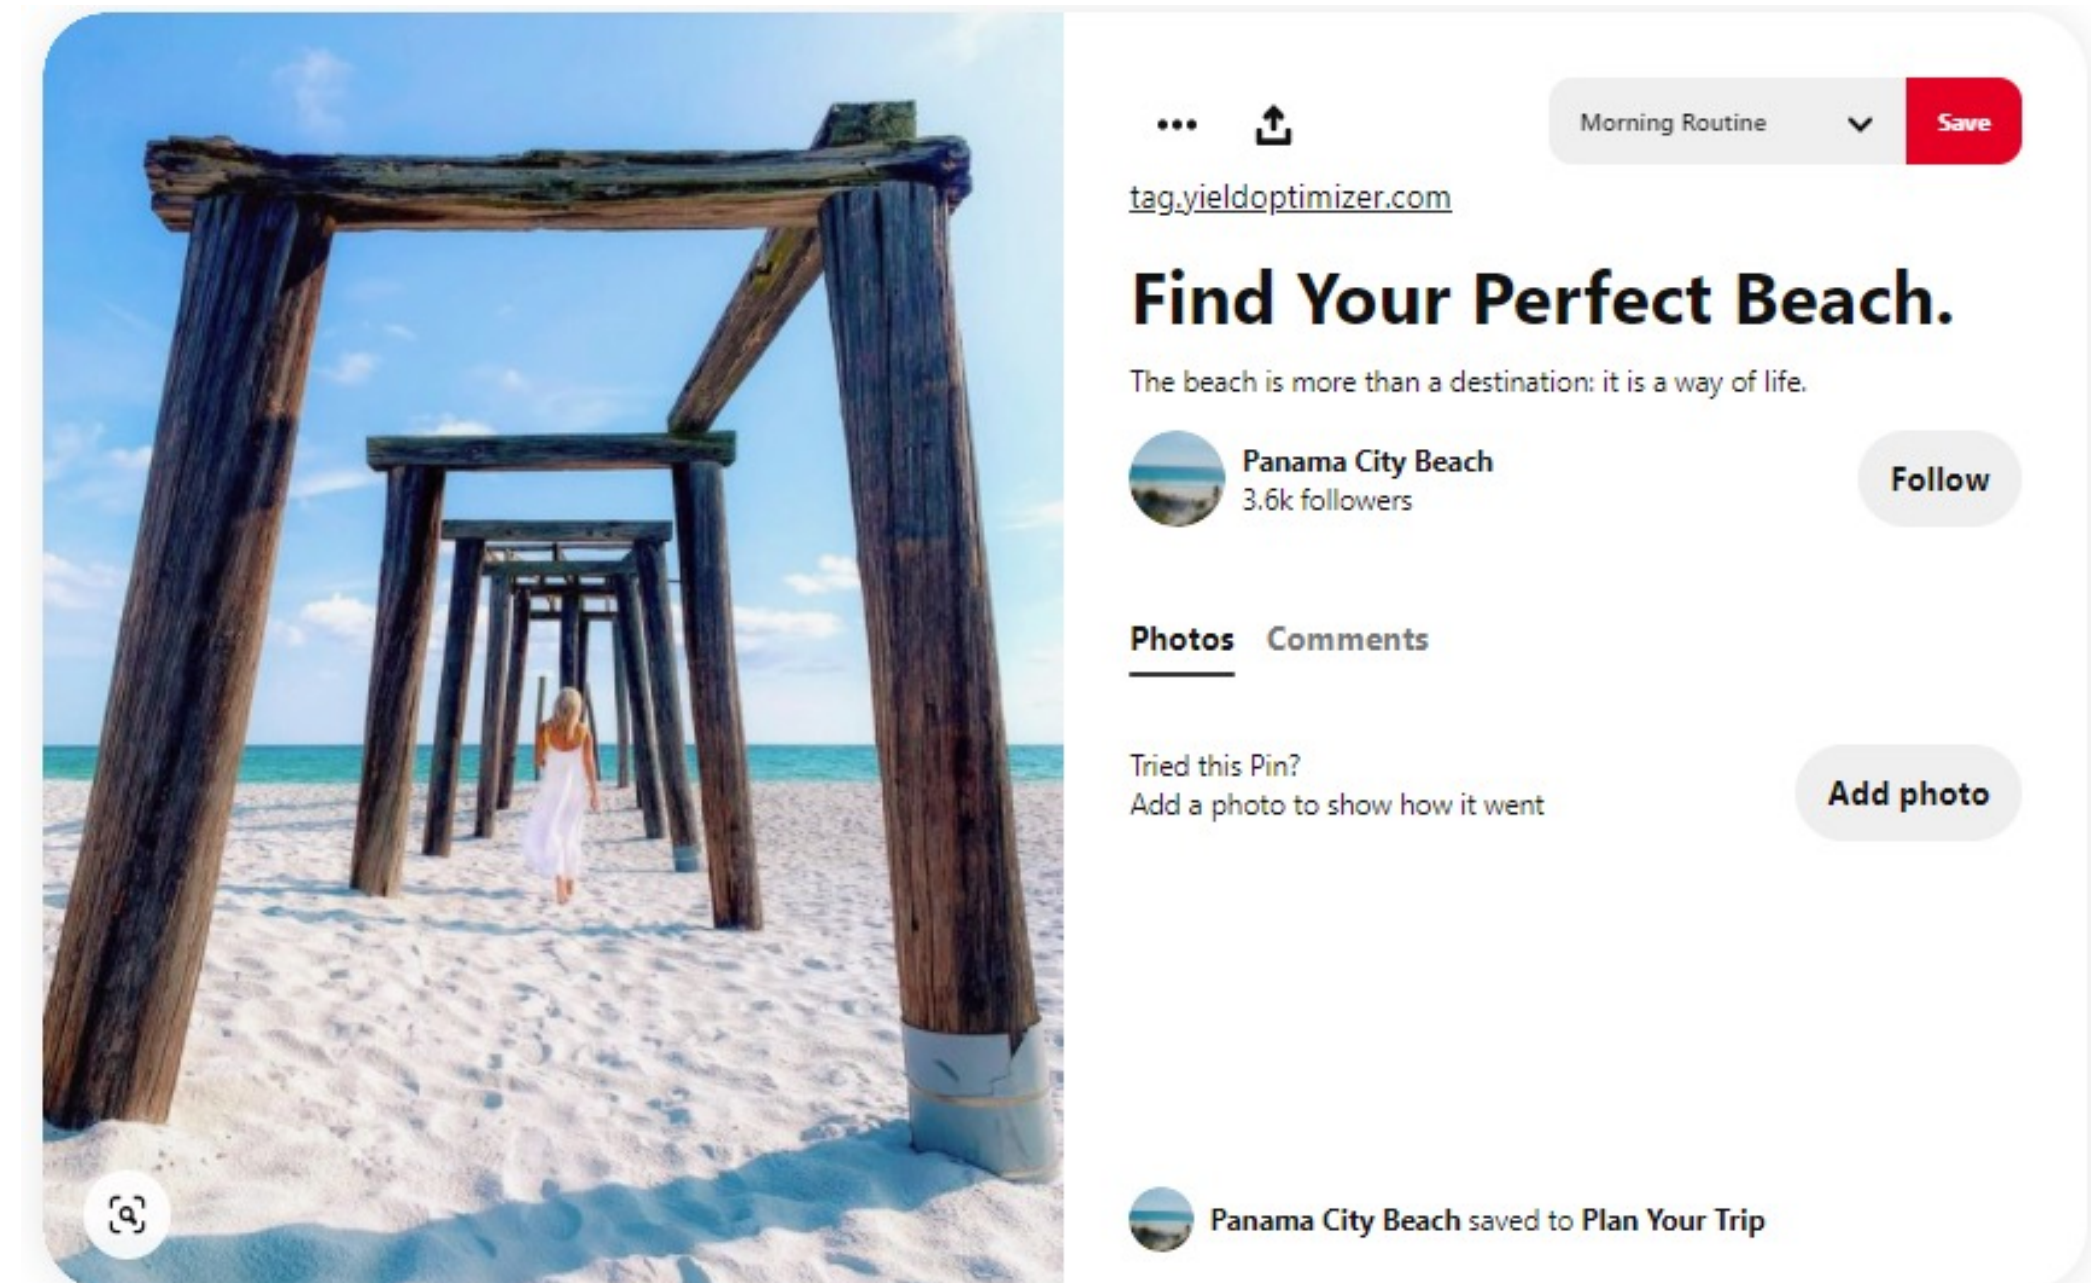 Morning Routine
Save
tag.yieldoptimizer.com
Find Your Perfect Beach.
The beach is more than a destination: it is a way of life.
Panama City Beach
3.6k followers
Follow
Photos Comments
Tried this Pin?
Add a photo to show how it went
Add photo
Panama City Beach saved to Plan Your Trip